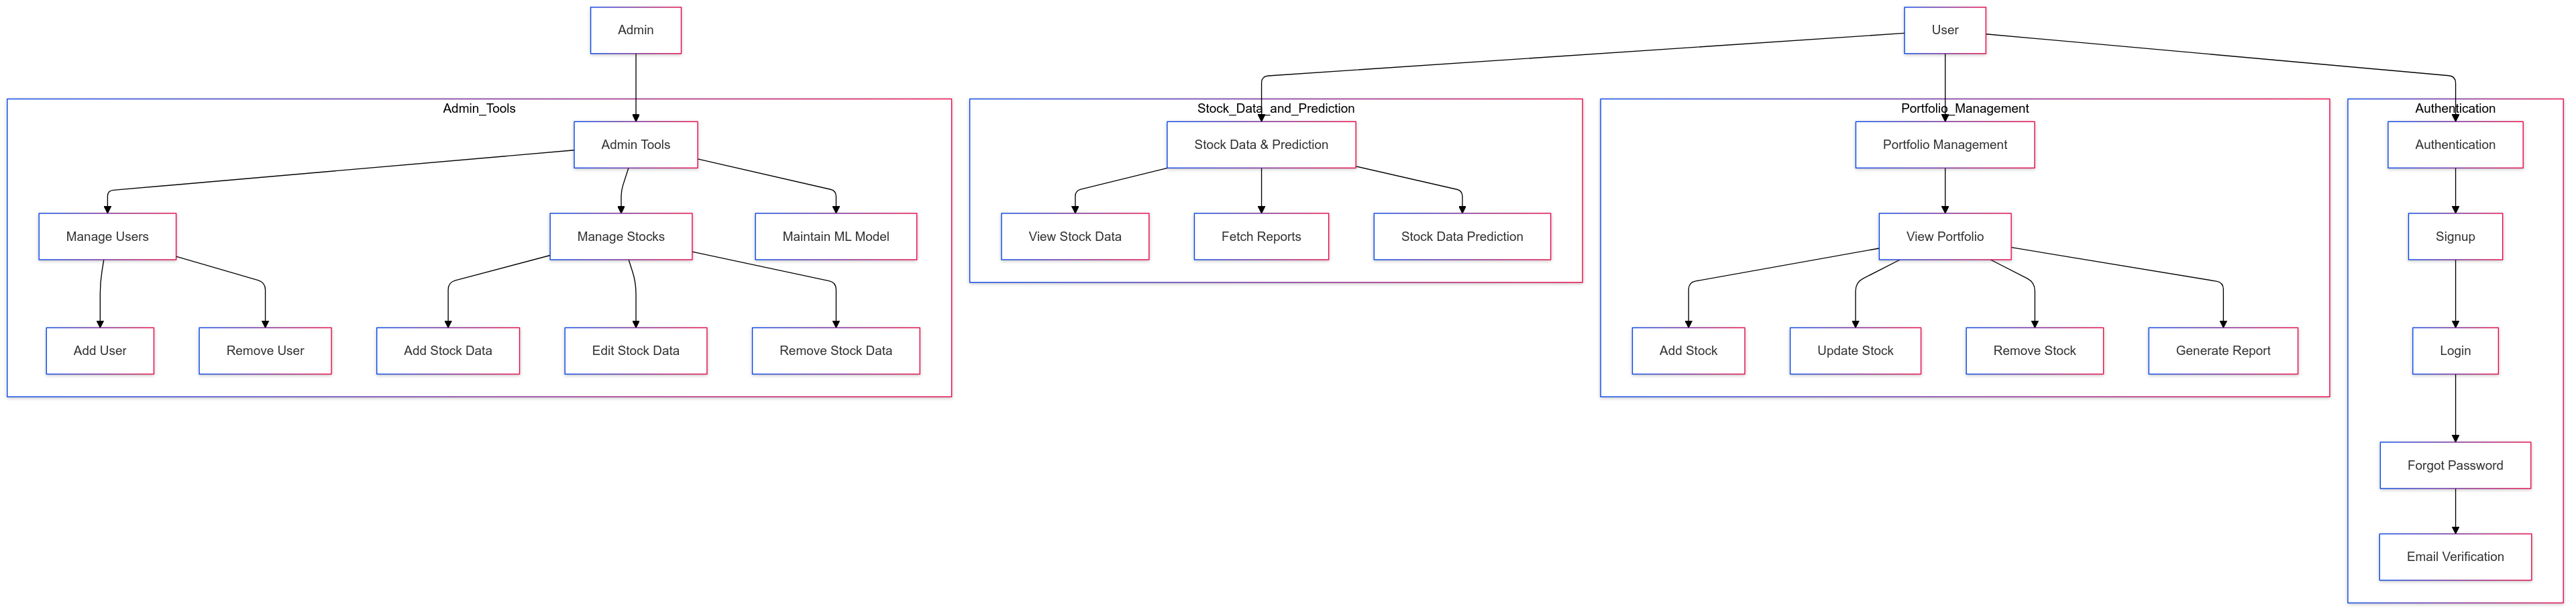 Admin
User
Admin_Tools
Stock_Data_and_Prediction
Portfolio_Management
Authentication
Admin Tools
Stock Data & Prediction
Portfolio Management
Authentication
Manage Users
Manage Stocks
Maintain ML Model
View Stock Data
Fetch Reports
Stock Data Prediction
View Portfolio
Signup
Add User
Remove User
Add Stock Data
Edit Stock Data
Remove Stock Data
Add Stock
Update Stock
Remove Stock
Generate Report
Login
Forgot Password
Email Verification